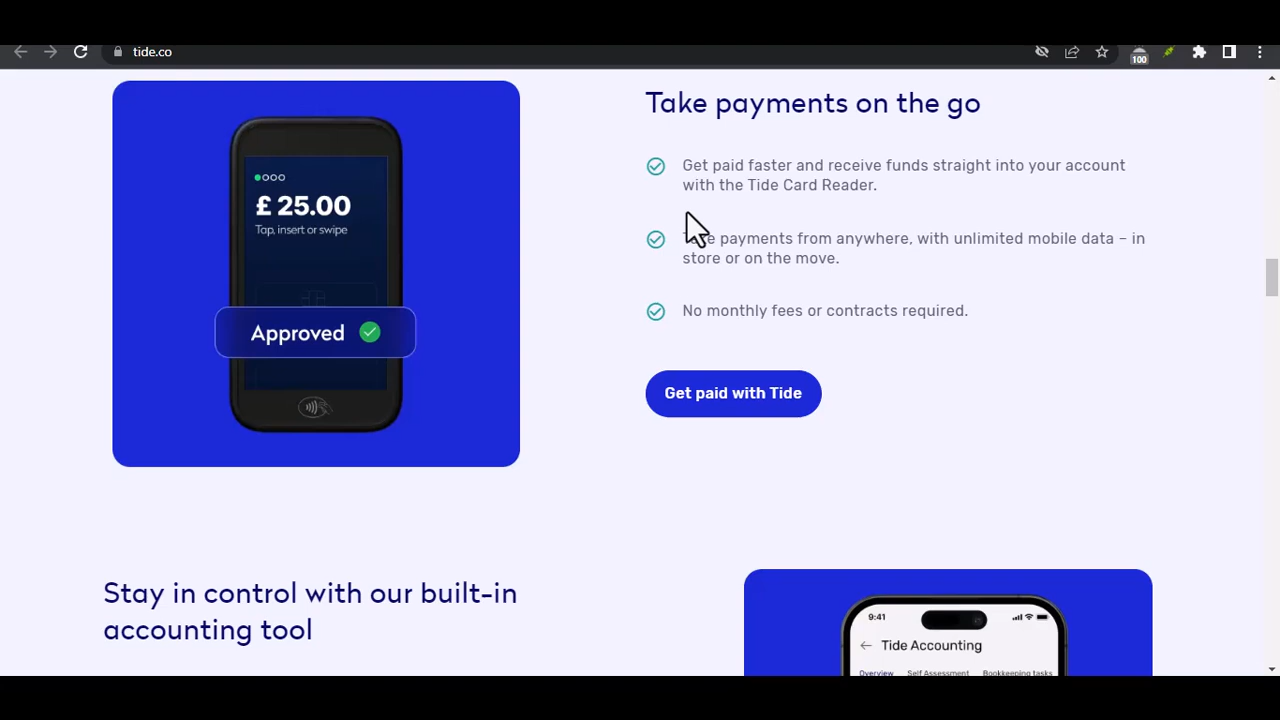 tide.co
100
Take payments on the go
£ 25.00
Tap, insert or swipe
Approved
Get paid faster and receive funds straight into your account
with the Tide Card Reader.
payments from anywhere, with unlimited mobile data – in
store or on the move.
No monthly fees or contracts required.
Get paid with Tide
Stay in control with our built-in
accounting tool
9:41
Tide Accounting
Overview Self Assessment Bookkeeping tasks